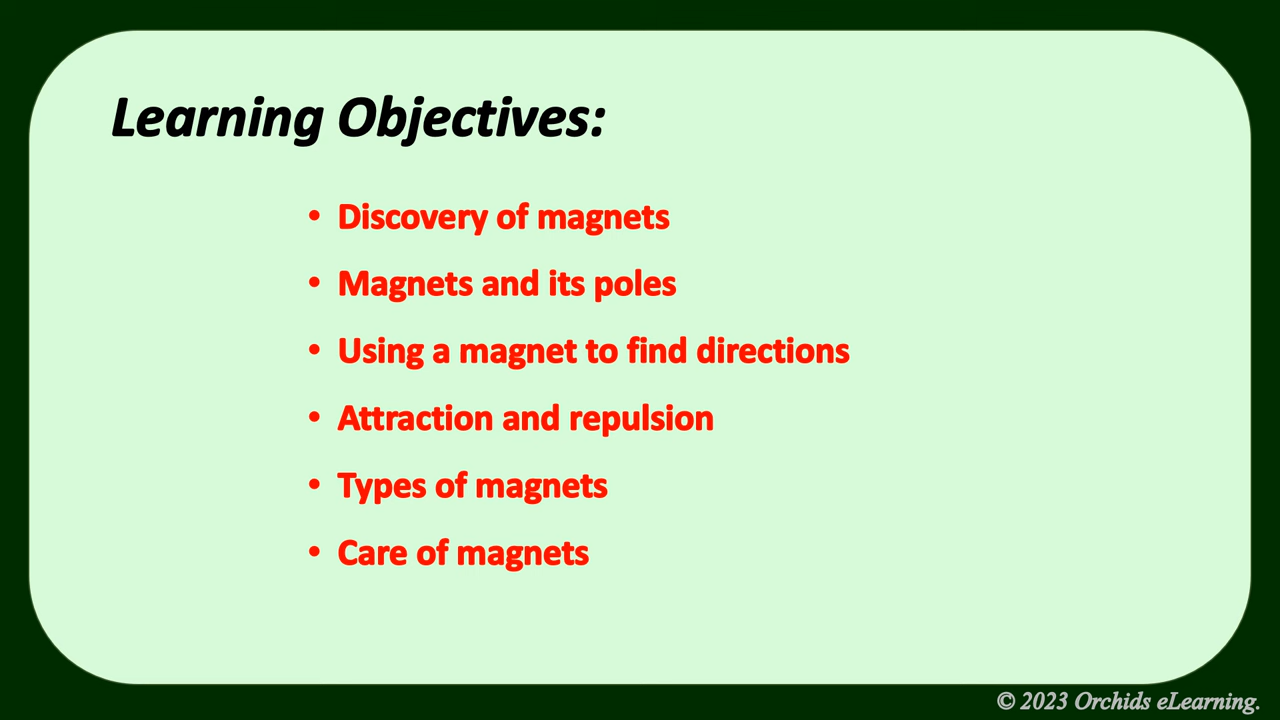 Learning Objectives:
• Discovery of magnets
• Magnets and its poles
• Using a magnet to find directions
• Attraction and repulsion
• Types of magnets
• Care of magnets
© 2023 Orchids eLearning.